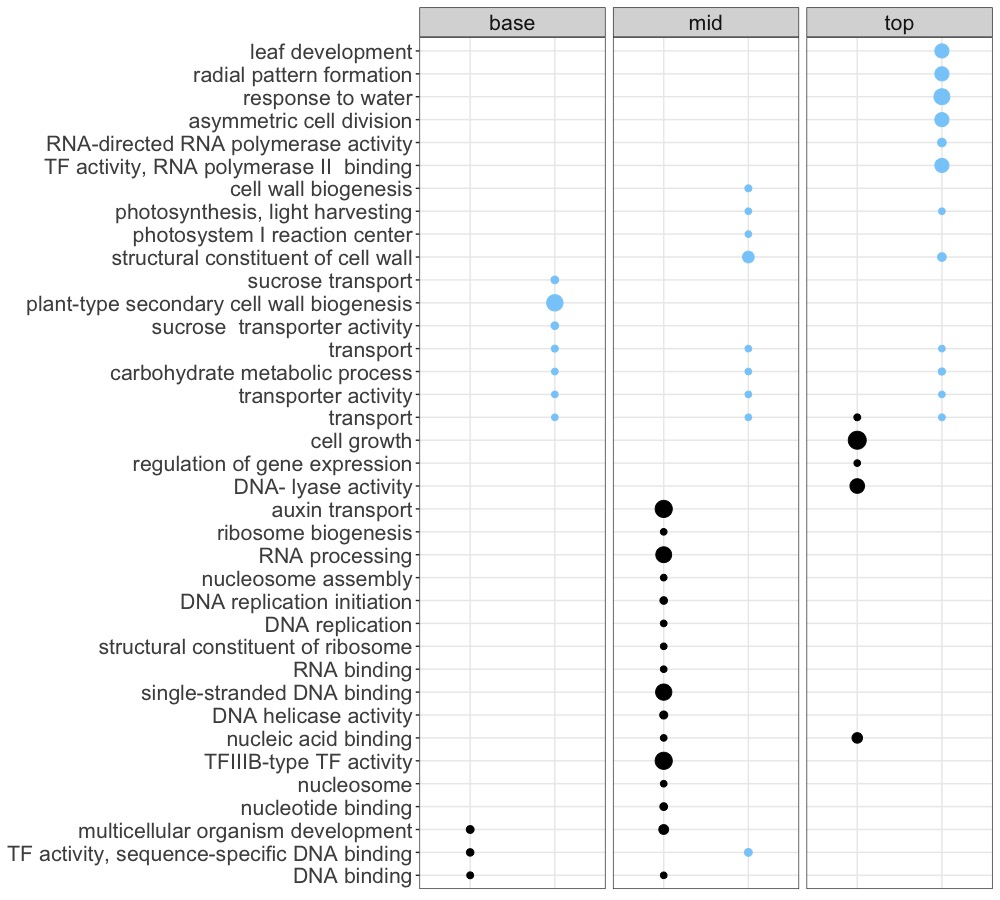 base mid top
leaf development
radial pattern formation
response to water
asymmetric cell division
RNA-directed RNA polymerase activity
TF activity, RNA polymerase II  binding
cell wall biogenesis
photosynthesis, light harvesting
photosystem I reaction center
structural constituent of cell wall
sucrose transport
plant-type secondary cell wall biogenesis
sucrose  transporter activity
transport
carbohydrate metabolic process
transporter activity
transport
cell growth
regulation of gene expression
DNA- lyase activity
auxin transport
ribosome biogenesis
RNA processing
nucleosome assembly
DNA replication initiation
DNA replication
structural constituent of ribosome
RNA binding
single-stranded DNA binding
DNA helicase activity
nucleic acid binding
TFIIIB-type TF activity
nucleosome
nucleotide binding
multicellular organism development
TF activity, sequence-specific DNA binding
DNA binding